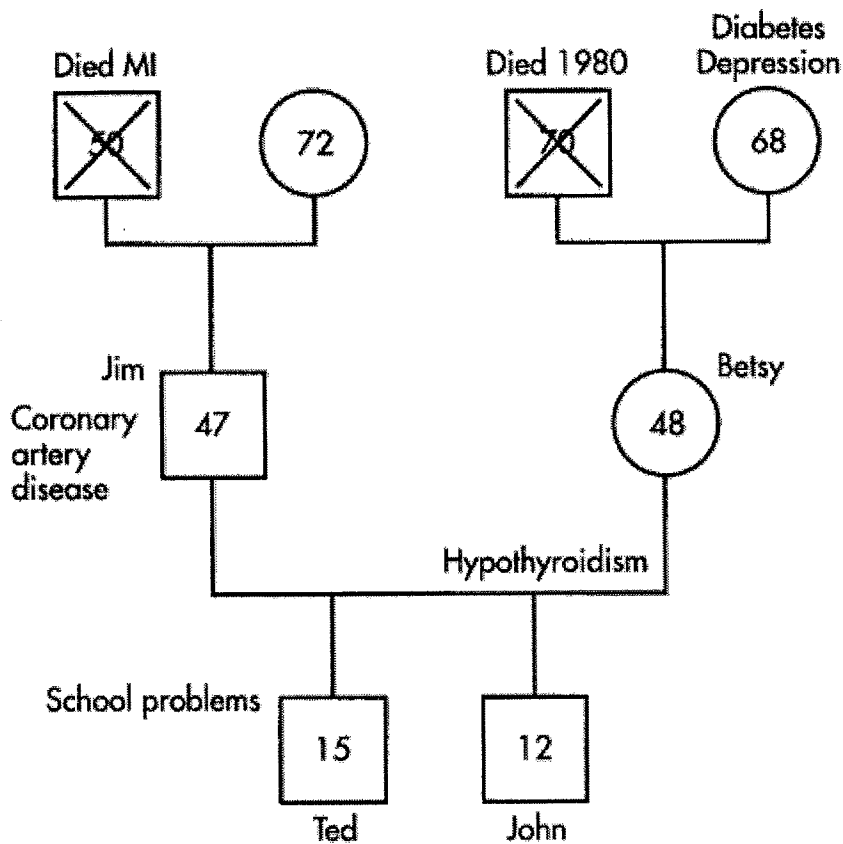 Died MI
50
72
Died 1980
70
Diabetes
Depression
68
Jim
Coronary
artery
disease
47
Betsy
48
Hypothyroidism
School problems
15
Ted
12
John